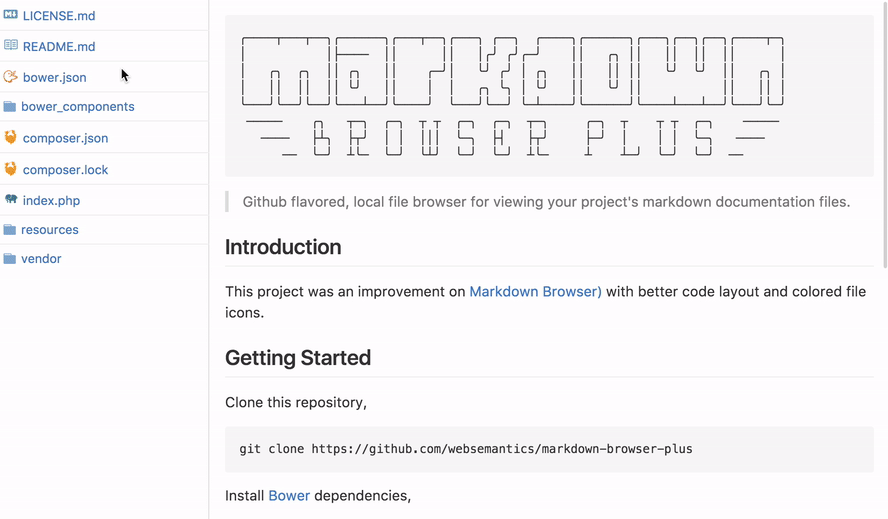 LICENSE.md
README.md
bower.json
bower_components
composer.json
composer.lock
index.php
resources
vendor
markdown
BROWSER PLUS
Github flavored, local file browser for viewing your project's markdown documentation files.
Introduction
This project was an improvement on Markdown Browser) with better code layout and colored file
icons.
Getting Started
Clone this repository,
git clone https://github.com/websemantics/markdown-browser-plus
Install Bower dependencies,